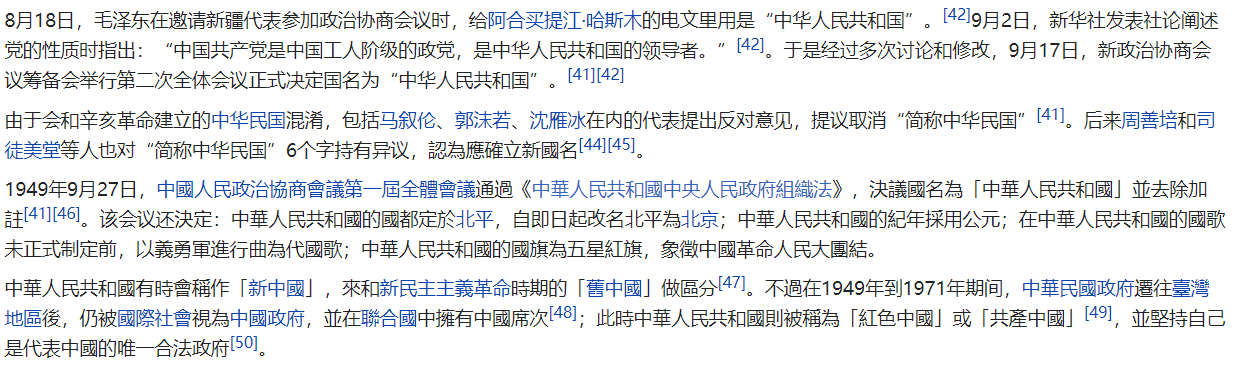 8月18日，毛泽东在邀请新疆代表参加政治协商会议时，给阿合买提江·哈斯木的电文里用是“中华人民共和国”。[42]9月2日，新华社发表社论阐述
党的性质时指出：“中国共产党是中国工人阶级的政党，是中华人民共和国的领导者。”[42]。于是经过多次讨论和修改，9月17日，新政治协商会
议筹备会举行第二次全体会议正式决定国名为“中华人民共和国”。[41][42]
由于会和辛亥革命建立的中华民国混淆，包括马叙伦、郭沫若、沈雁冰在内的代表提出反对意见，提议取消“简称中华民国”[41]。后来周善培和司
徒美堂等人也对“简称中华民国”6个字持有异议，認為應確立新國名[44][45]。
1949年9月27日，中國人民政治協商會議第一屆全體會議通過《中華人民共和國中央人民政府組織法》，決議國名為「中華人民共和國」並去除加
註[41][46]。该会议还决定：中華人民共和國的國都定於北平，自即日起改名北平為北京；中華人民共和國的紀年採用公元；在中華人民共和國的國歌
未正式制定前，以義勇軍進行曲為代國歌；中華人民共和國的國旗為五星紅旗，象徵中國革命人民大團結。
中華人民共和國有時會稱作「新中國」，來和新民主主義革命時期的「舊中國」做區分[47]。不過在1949年到1971年期间，中華民國政府遷往臺灣
地區後，仍被國際社會視為中國政府，並在聯合國中擁有中國席次[48]；此時中華人民共和國則被稱為「紅色中國」或「共產中國」[49]，並堅持自己
是代表中國的唯一合法政府[50]。